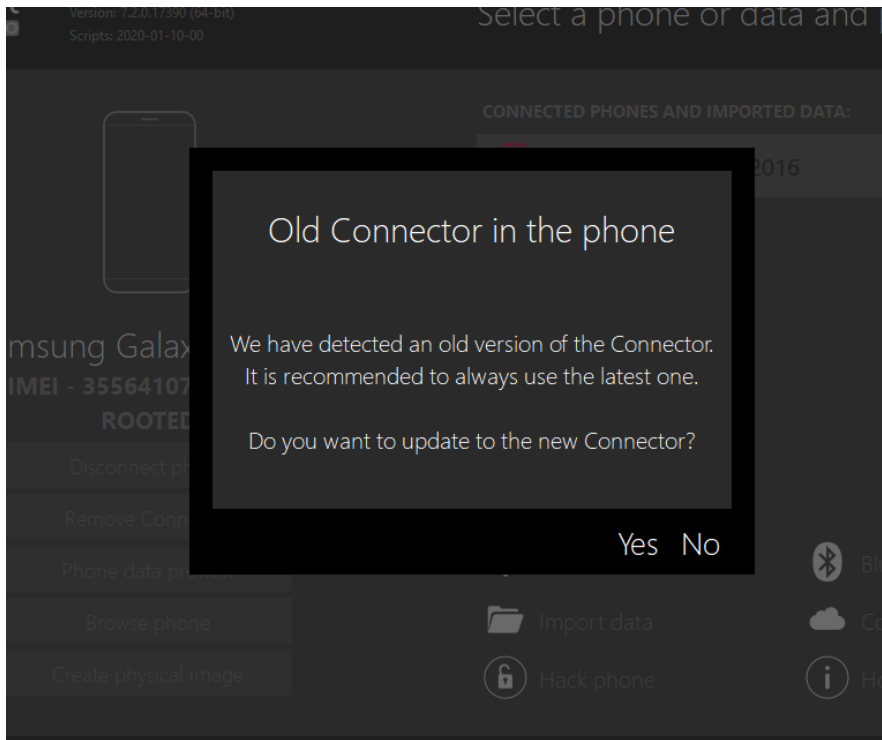 Version: 7.2.0.17390 (64-bit)
Scripts: 2020-01-10-00
Select a phone or data and
CONNECTED PHONES AND IMPORTED DATA:
2016
Old Connector in the phone
We have detected an old version of the Connector.
It is recommended to always use the latest one.
Do you want to update to the new Connector?
Yes No
msung Galax
IMEI - 35564107
ROOTED
Disconnect ph
Remove Conn
Phone data preview
Browse phone
Create physical image
Import data
Hack phone
Bl
Co
Ho